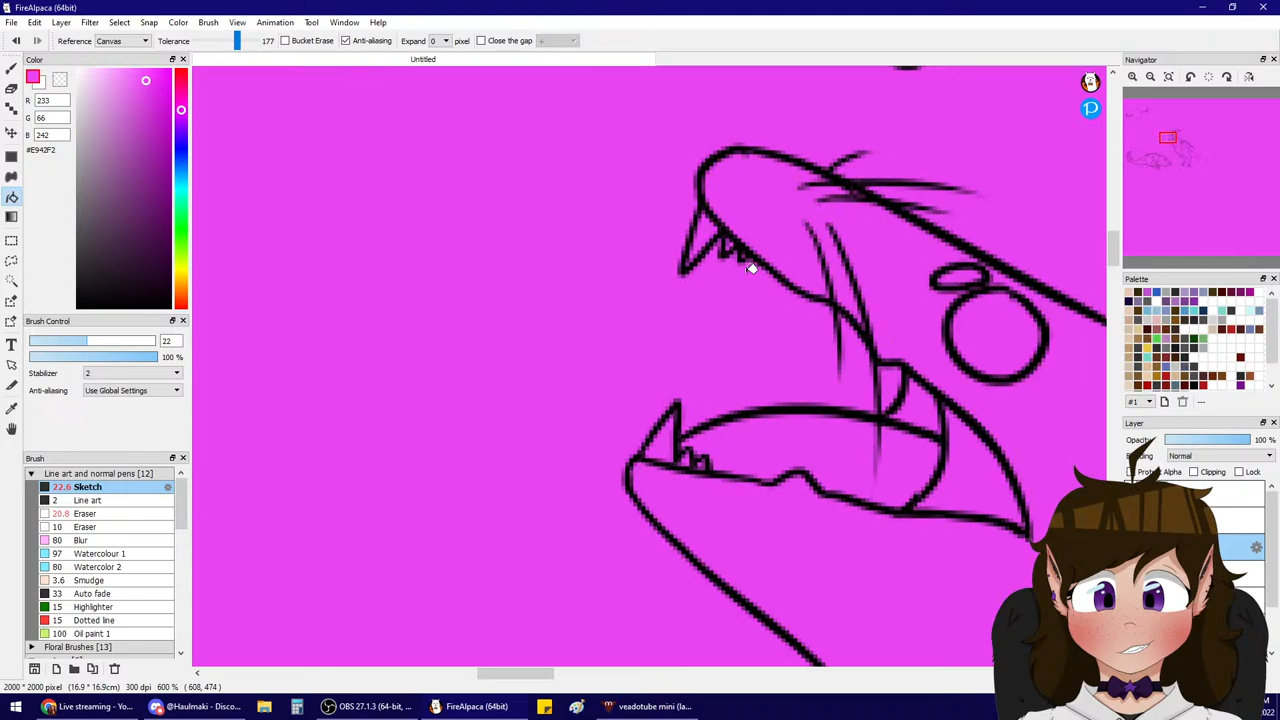 FireAlpaca (64bit)
File Edit Layer Filter Select Snap Color Brush View Animation Tool Window Help
Reference Canvas Tolerance 177 Bucket Erase Anti-aliasing Expand 0 pixel Close the gap
Color
Untitled
Navigator
R 233
G 66
B 242
#E942F2
Brush Control
22
100 %
Stabilizer 2
Anti-aliasing Use Global Settings
Palette
#1
Layer
Opacity 100 %
Blending Normal
Protect Alpha Clipping Lock
Brush
Line art and normal pens [12]
22.6 Sketch
2 Line art
20.8 Eraser
10 Eraser
80 Blur
97 Watercolour 1
80 Watercolor 2
3.6 Smudge
33 Auto fade
15 Highlighter
15 Dotted line
100 Oil paint 1
Floral Brushes [13]
2000 * 2000 pixel (16.9 * 16.9cm) 300 dpi 600 % ( 608, 474 )
Live streaming - Yo...
@Haulmaki - Disco...
OBS 27.1.3 (64-bit, ...
FireAlpaca (64bit)
veadotube mini (la...